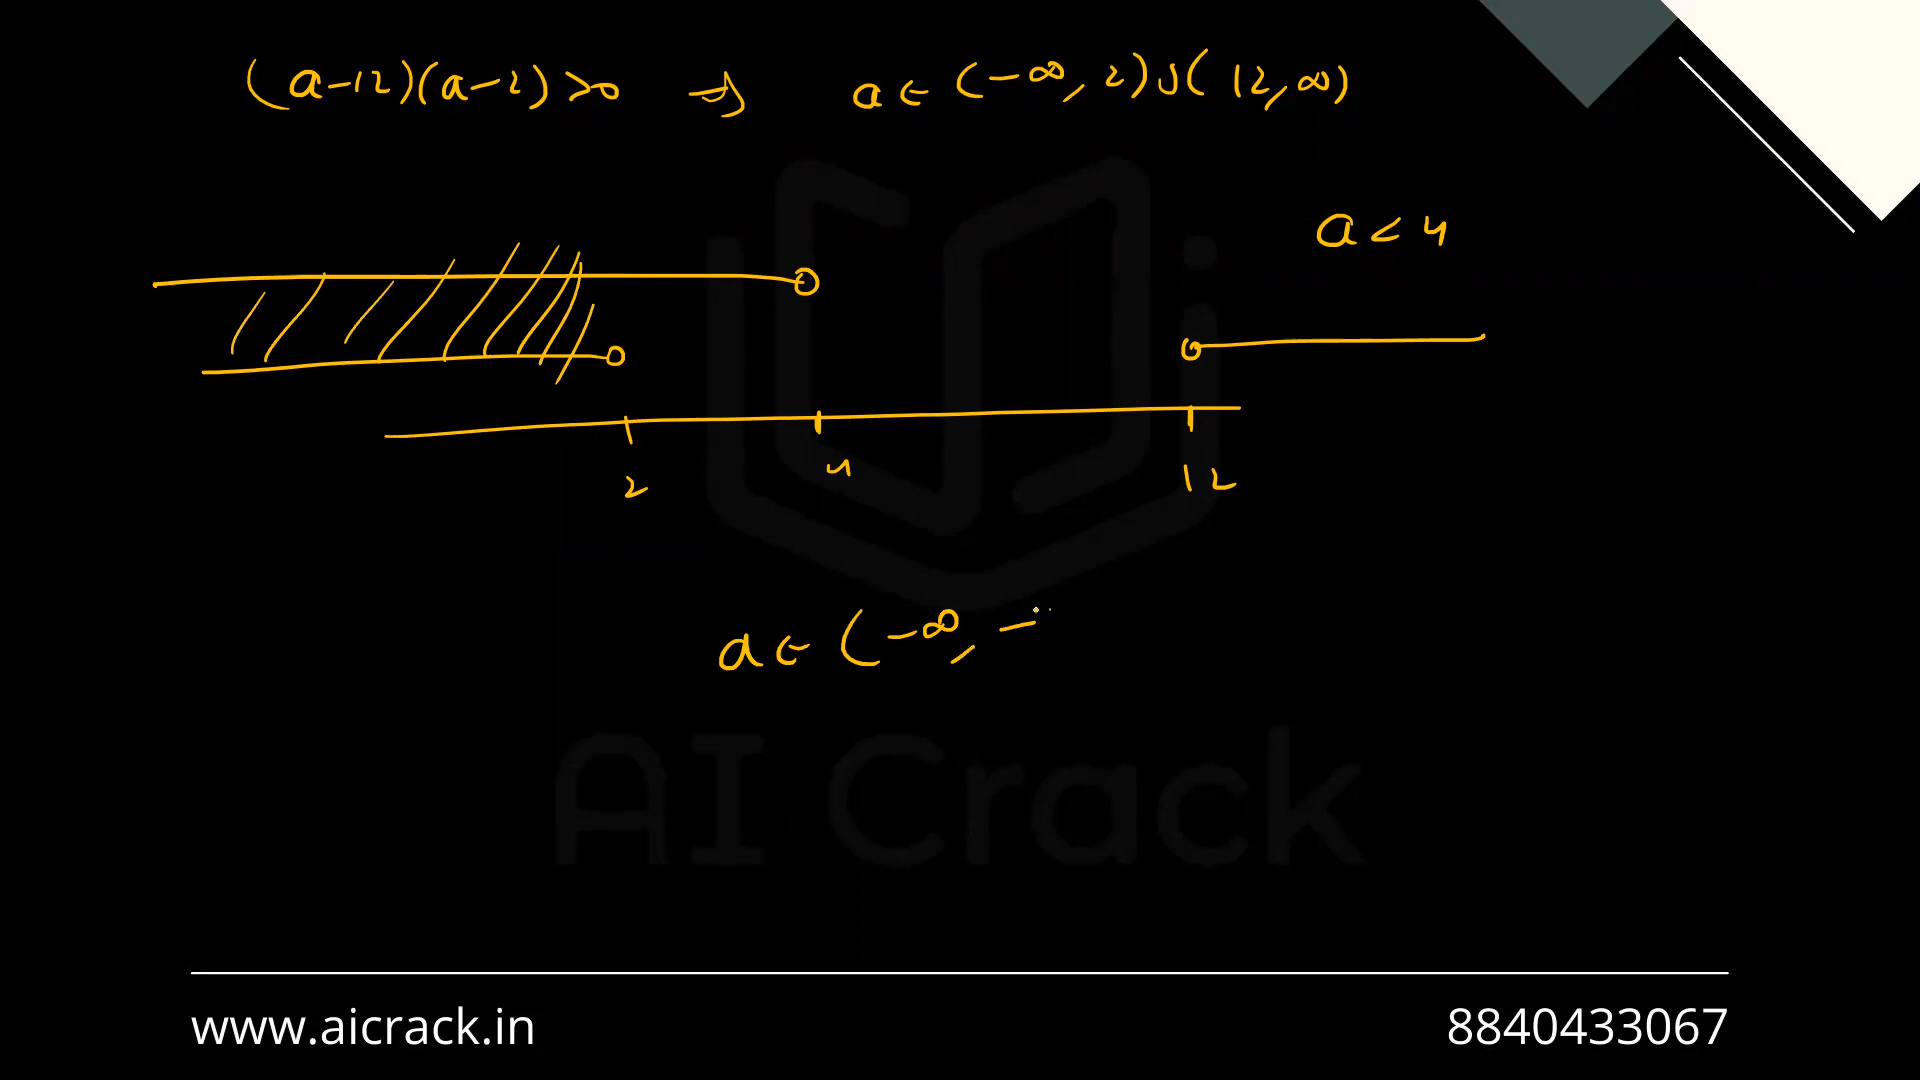 (a-12)(a-2)>0 ⇒ a ∈ (-∞, 2) ∪ (12, ∞)
a < 4
2 4 12
a ∈ (-∞, -
AI Crack
www.aicrack.in 8840433067